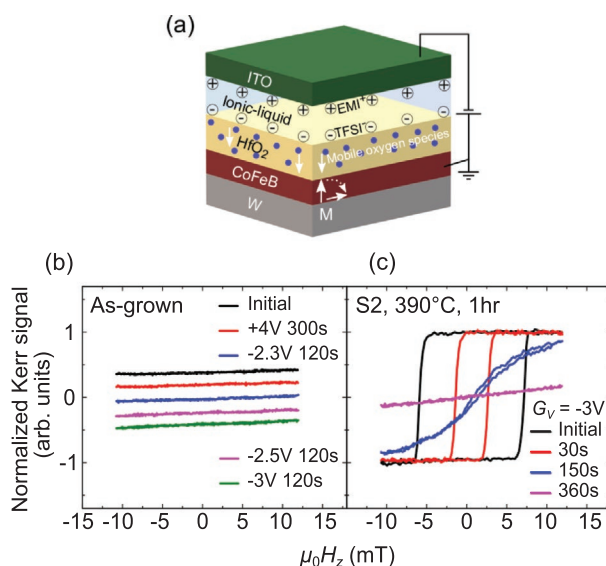 (a)
ITO
Ionic-liquid
EMI⁺
TFSI⁻
HfO₂
Mobile oxygen species
CoFeB
M
W
(b)
(c)
As-grown
Initial
+4V 300s
-2.3V 120s
-2.5V 120s
-3V 120s
S2, 390°C, 1hr
G_V = -3V
Initial
30s
150s
360s
Normalized Kerr signal
(arb. units)
1
0
-1
-15 -10 -5 0 5 10 -15 -10 -5 0 5 10 15
μ₀H_z (mT)